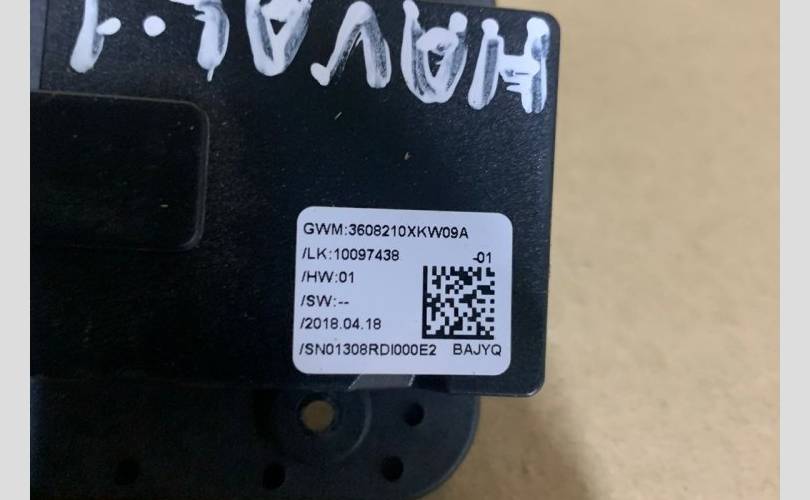 HAVAL-1
GWM:3608210XKW09A
/LK:10097438 -01
/HW:01
/SW:--
/2018.04.18
/SN01308RDI000E2 BAJYQ